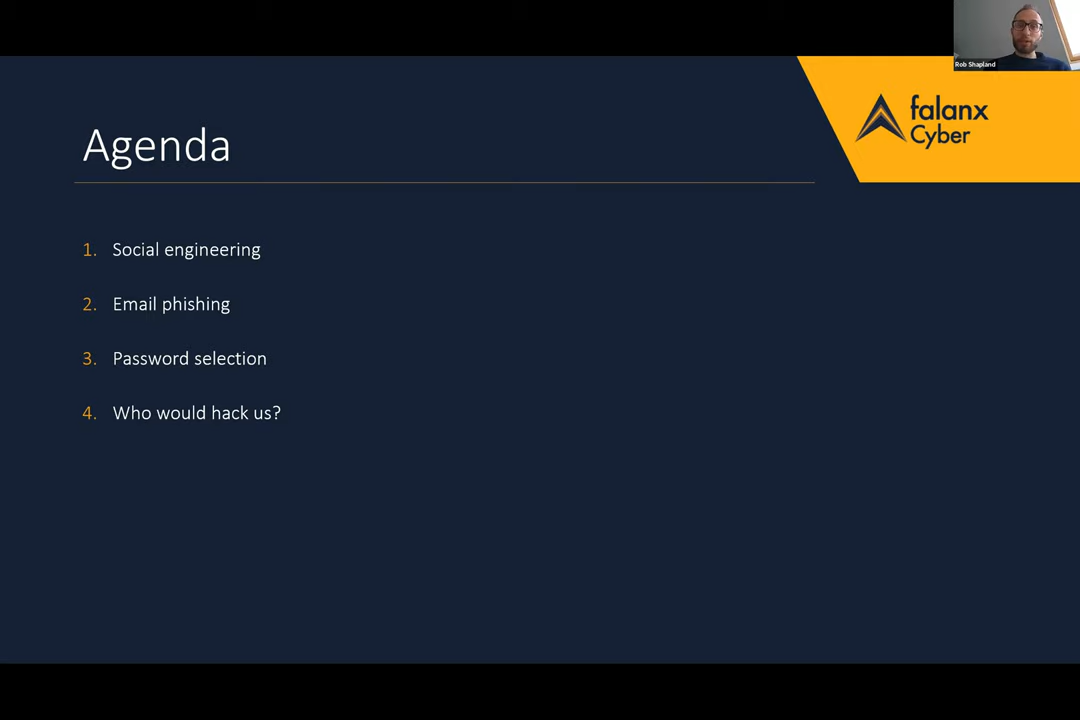 Rob Shapland
falanx
Cyber
Agenda
1. Social engineering
2. Email phishing
3. Password selection
4. Who would hack us?